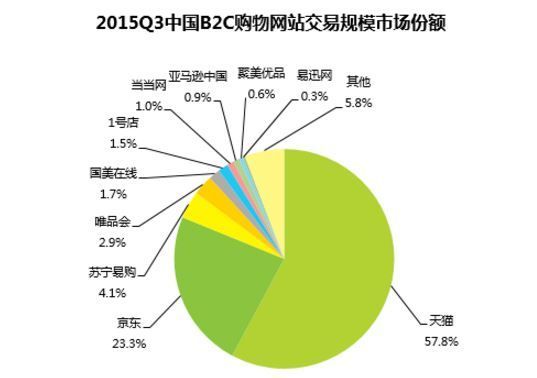 2015Q3中国B2C购物网站交易规模市场份额
聚美优品
0.6%
易迅网
0.3%
其他
5.8%
亚马逊中国
0.9%
当当网
1.0%
1号店
1.5%
国美在线
1.7%
唯品会
2.9%
苏宁易购
4.1%
京东
23.3%
天猫
57.8%